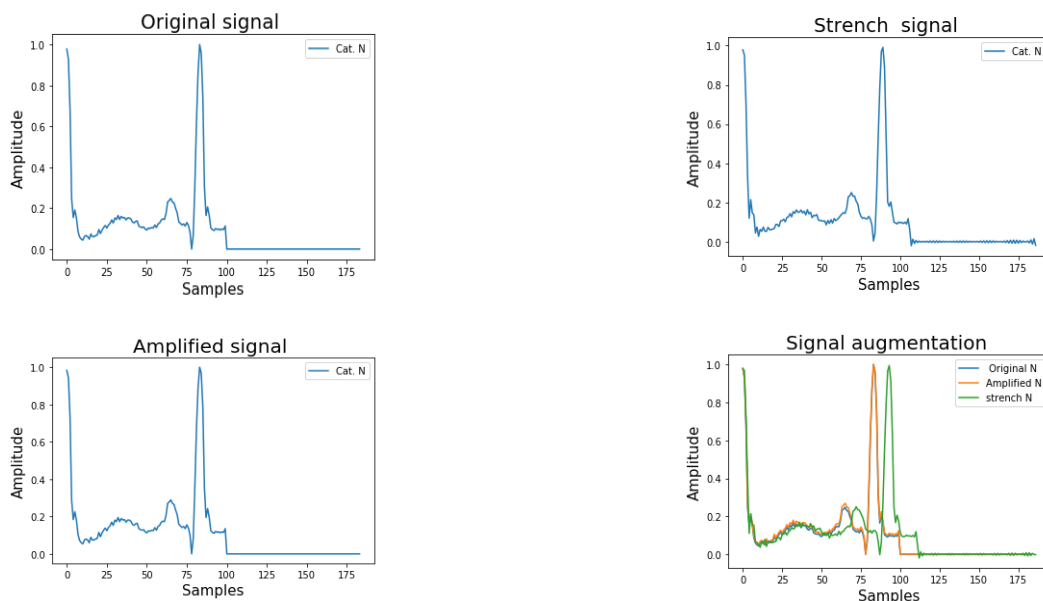 Original signal
Cat. N
Amplitude
1.0
0.8
0.6
0.4
0.2
0.0
0 25 50 75 100 125 150 175
Samples
Strench signal
Cat. N
Amplitude
1.0
0.8
0.6
0.4
0.2
0.0
0 25 50 75 100 125 150 175
Samples
Amplified signal
Cat. N
Amplitude
1.0
0.8
0.6
0.4
0.2
0.0
0 25 50 75 100 125 150 175
Samples
Signal augmentation
Original N
Amplified N
strench N
Amplitude
1.0
0.8
0.6
0.4
0.2
0.0
0 25 50 75 100 125 150 175
Samples